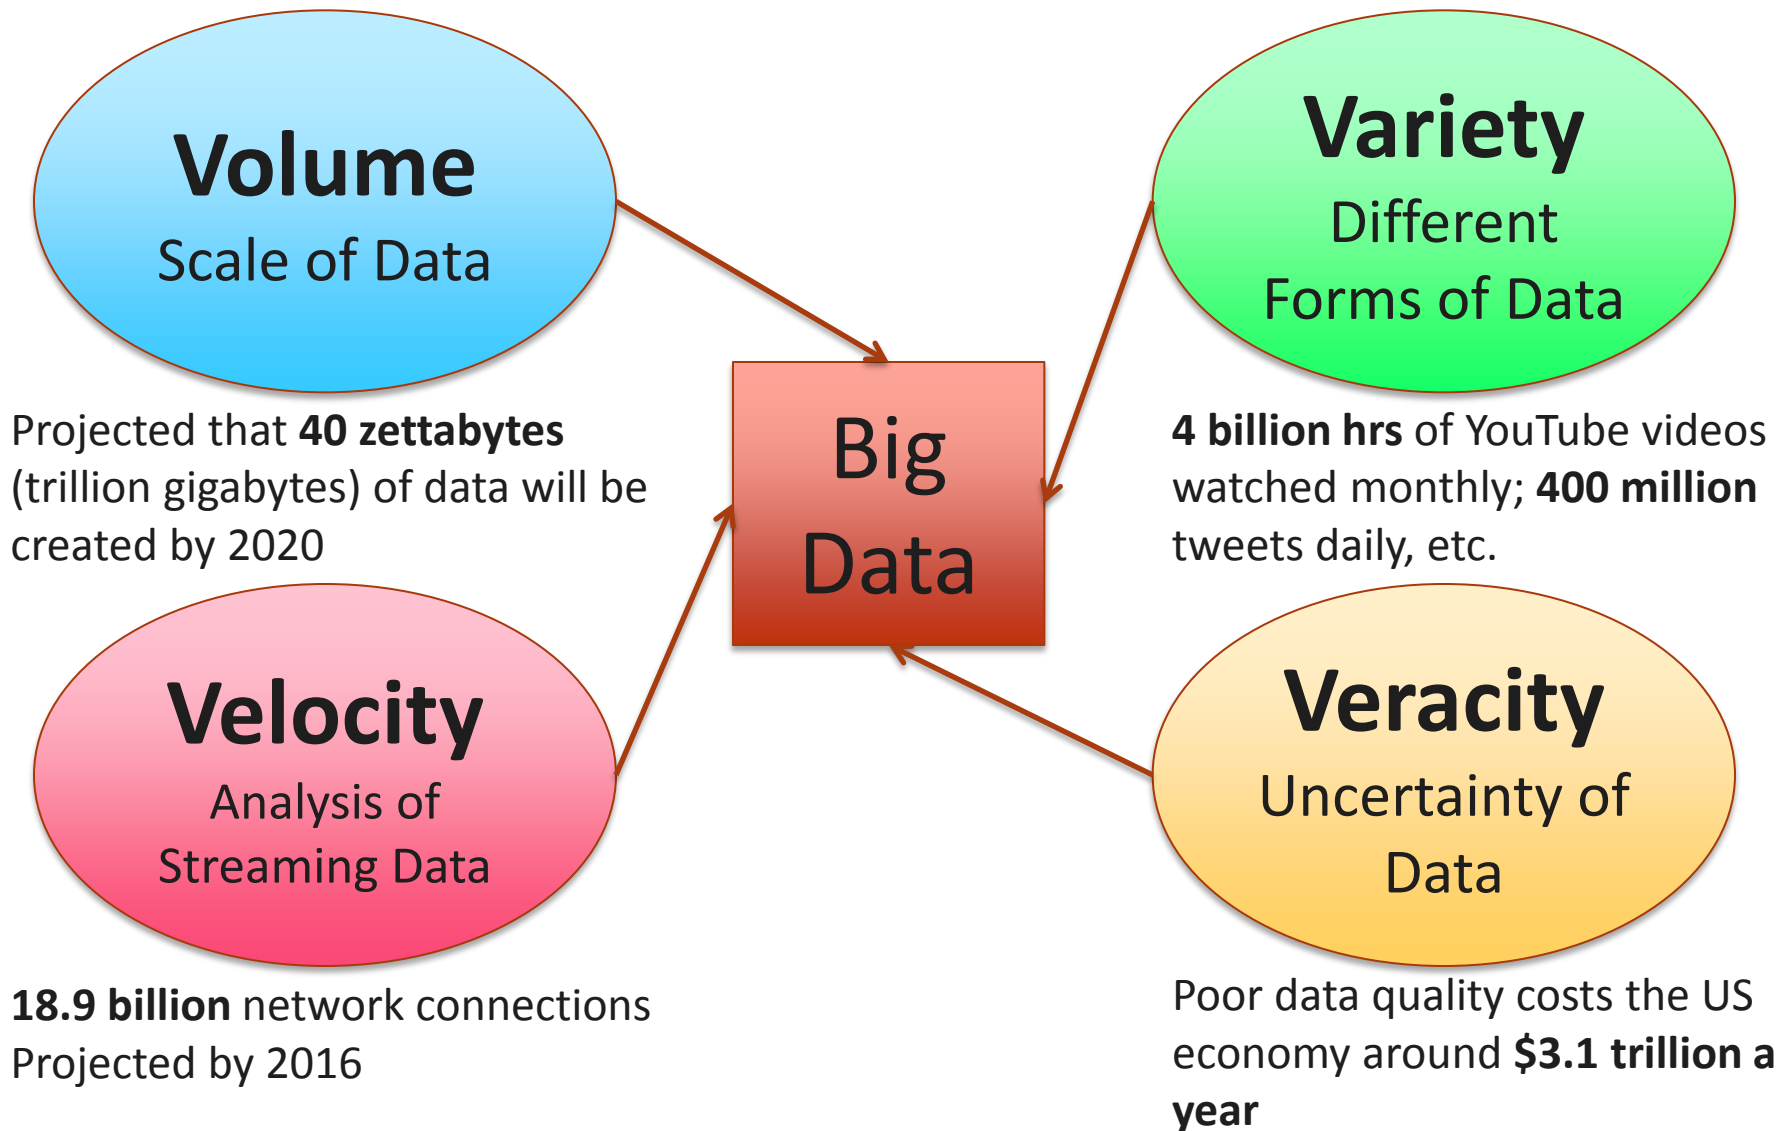 Volume
Scale of Data
Projected that 40 zettabytes
(trillion gigabytes) of data will be
created by 2020
Variety
Different
Forms of Data
4 billion hrs of YouTube videos
watched monthly; 400 million
tweets daily, etc.
Big
Data
Velocity
Analysis of
Streaming Data
18.9 billion network connections
Projected by 2016
Veracity
Uncertainty of
Data
Poor data quality costs the US
economy around $3.1 trillion a
year